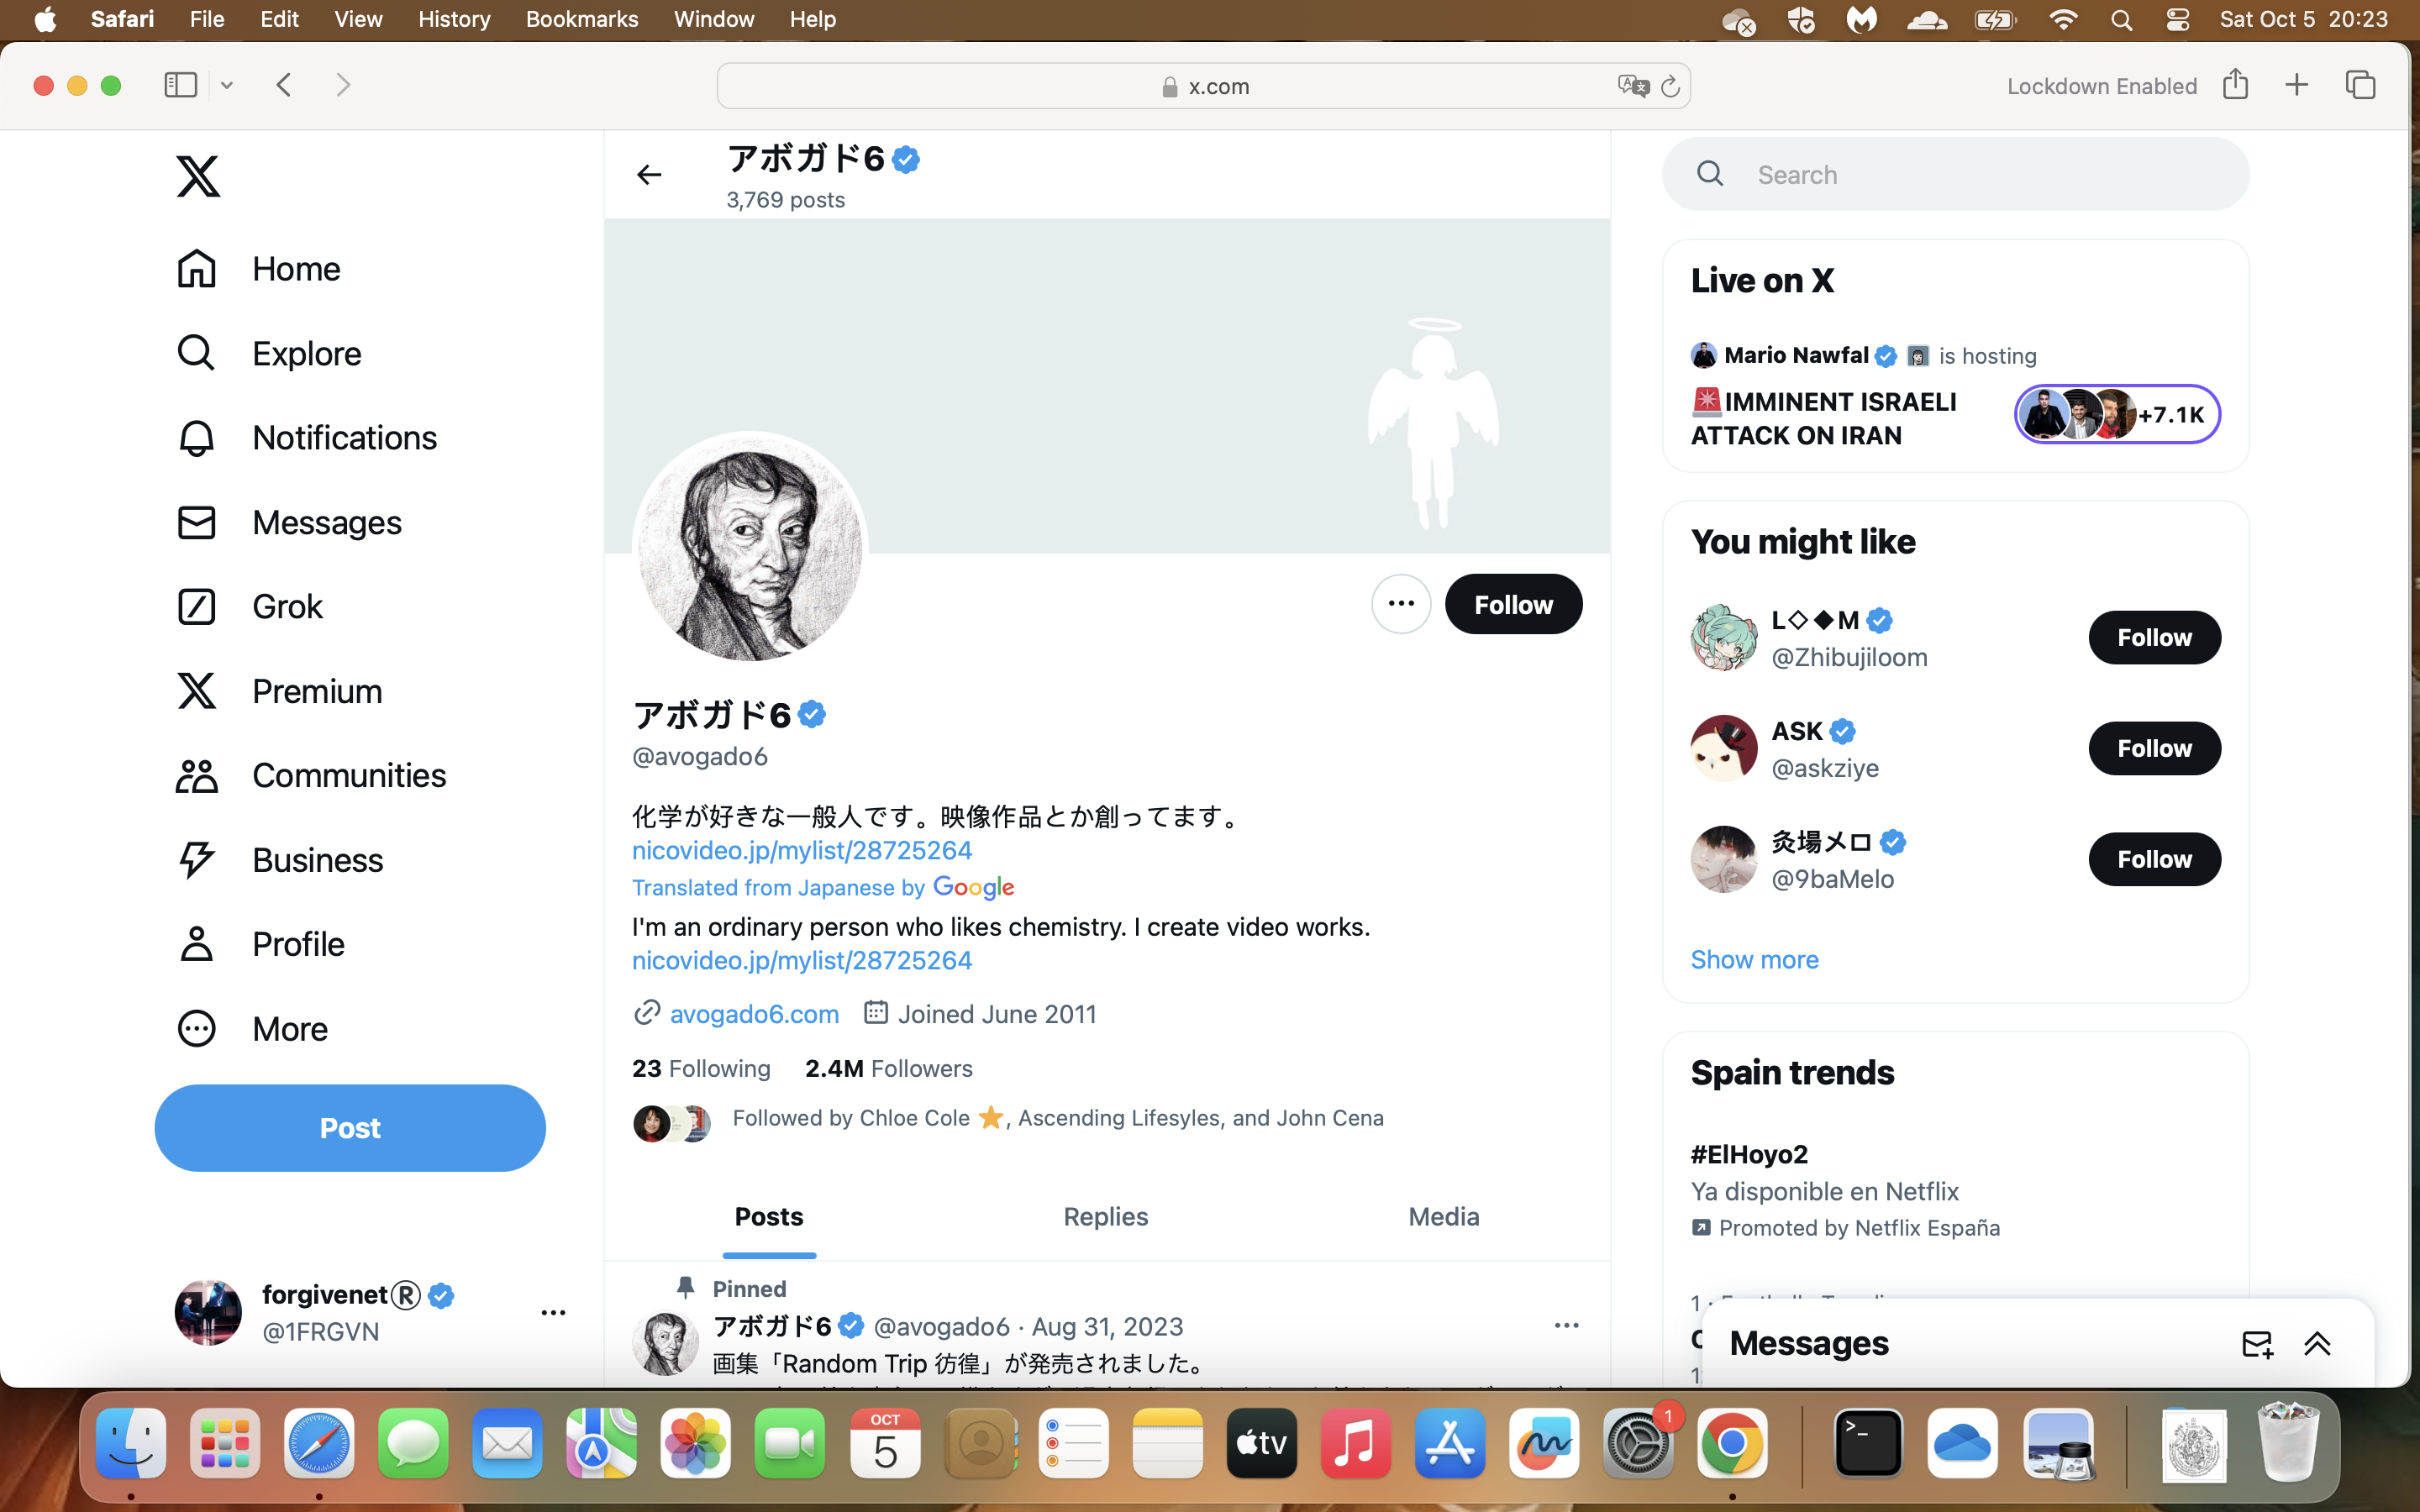 Safari File Edit View History Bookmarks Window Help
Sat Oct 5 20:23
x.com
Lockdown Enabled
Home
Explore
Notifications
Messages
Grok
Premium
Communities
Business
Profile
More
Post
forgivenet® 
@1FRGVN
アボガド6
3,769 posts
Follow
アボガド6
@avogado6
化学が好きな一般人です。映像作品とか創ってます。
nicovideo.jp/mylist/28725264
Translated from Japanese by Google
I'm an ordinary person who likes chemistry. I create video works.
nicovideo.jp/mylist/28725264
avogado6.com Joined June 2011
23 Following 2.4M Followers
Followed by Chloe Cole ⭐, Ascending Lifesyles, and John Cena
Posts Replies Media
Pinned
アボガド6 @avogado6 · Aug 31, 2023
画集「Random Trip 彷徨」が発売されました。
Search
Live on X
Mario Nawfal is hosting
🚨IMMINENT ISRAELI
ATTACK ON IRAN
+7.1K
You might like
L◇◆M
@Zhibujiloom
Follow
ASK
@askziye
Follow
灸場メロ
@9baMelo
Follow
Show more
Spain trends
#ElHoyo2
Ya disponible en Netflix
Promoted by Netflix España
Messages
OCT
5
tv
1